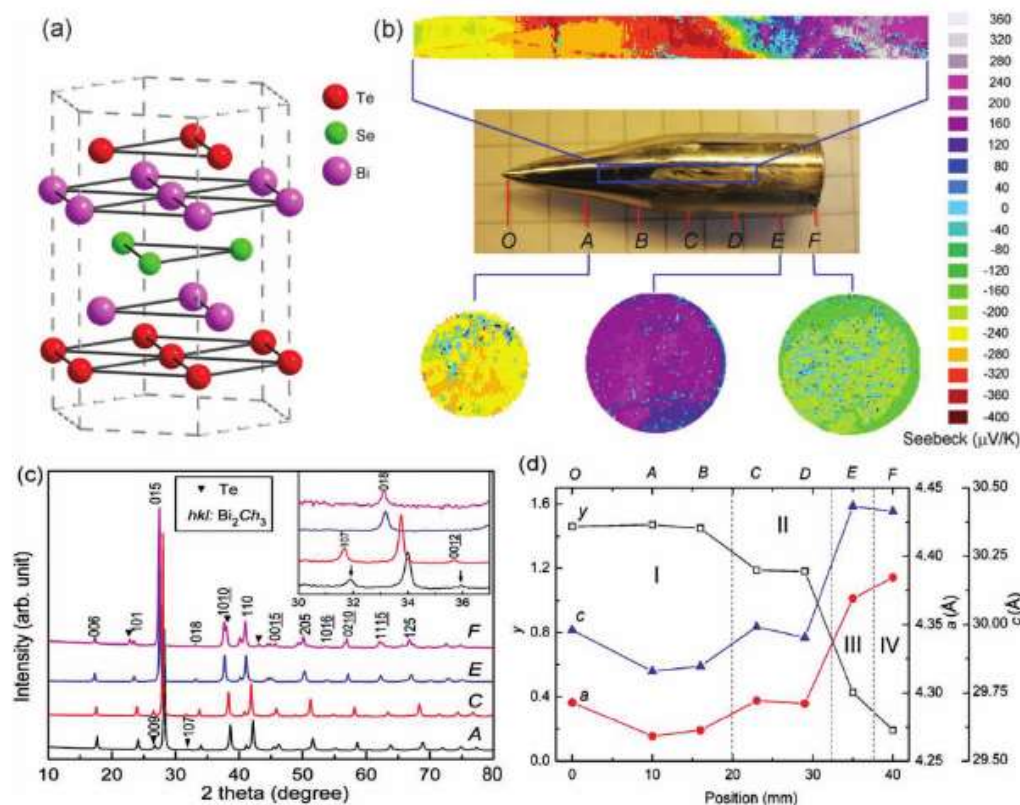 (a)
Te
Se
Bi
(b)
O A B C D E F
360
320
280
240
200
160
120
80
40
0
-40
-80
-120
-160
-200
-240
-280
-320
-360
-400
Seebeck (μV/K)
(c)
Intensity (arb. unit)
015
▼ Te
hkl: Bi₂Ch₃
018
107
0012
30 32 34 36
006
101
018
1010
110
0015
205
1016
0210
1115
125
F
E
C
A
009
107
10 20 30 40 50 60 70 80
2 theta (degree)
(d)
O A B C D E F
1.6
1.2
0.8
0.4
0.0
y
y
c
a
I
II
III
IV
4.45
4.40
4.35
4.30
4.25
a (Å)
30.50
30.25
30.00
29.75
29.50
c (Å)
0 10 20 30 40
Position (mm)